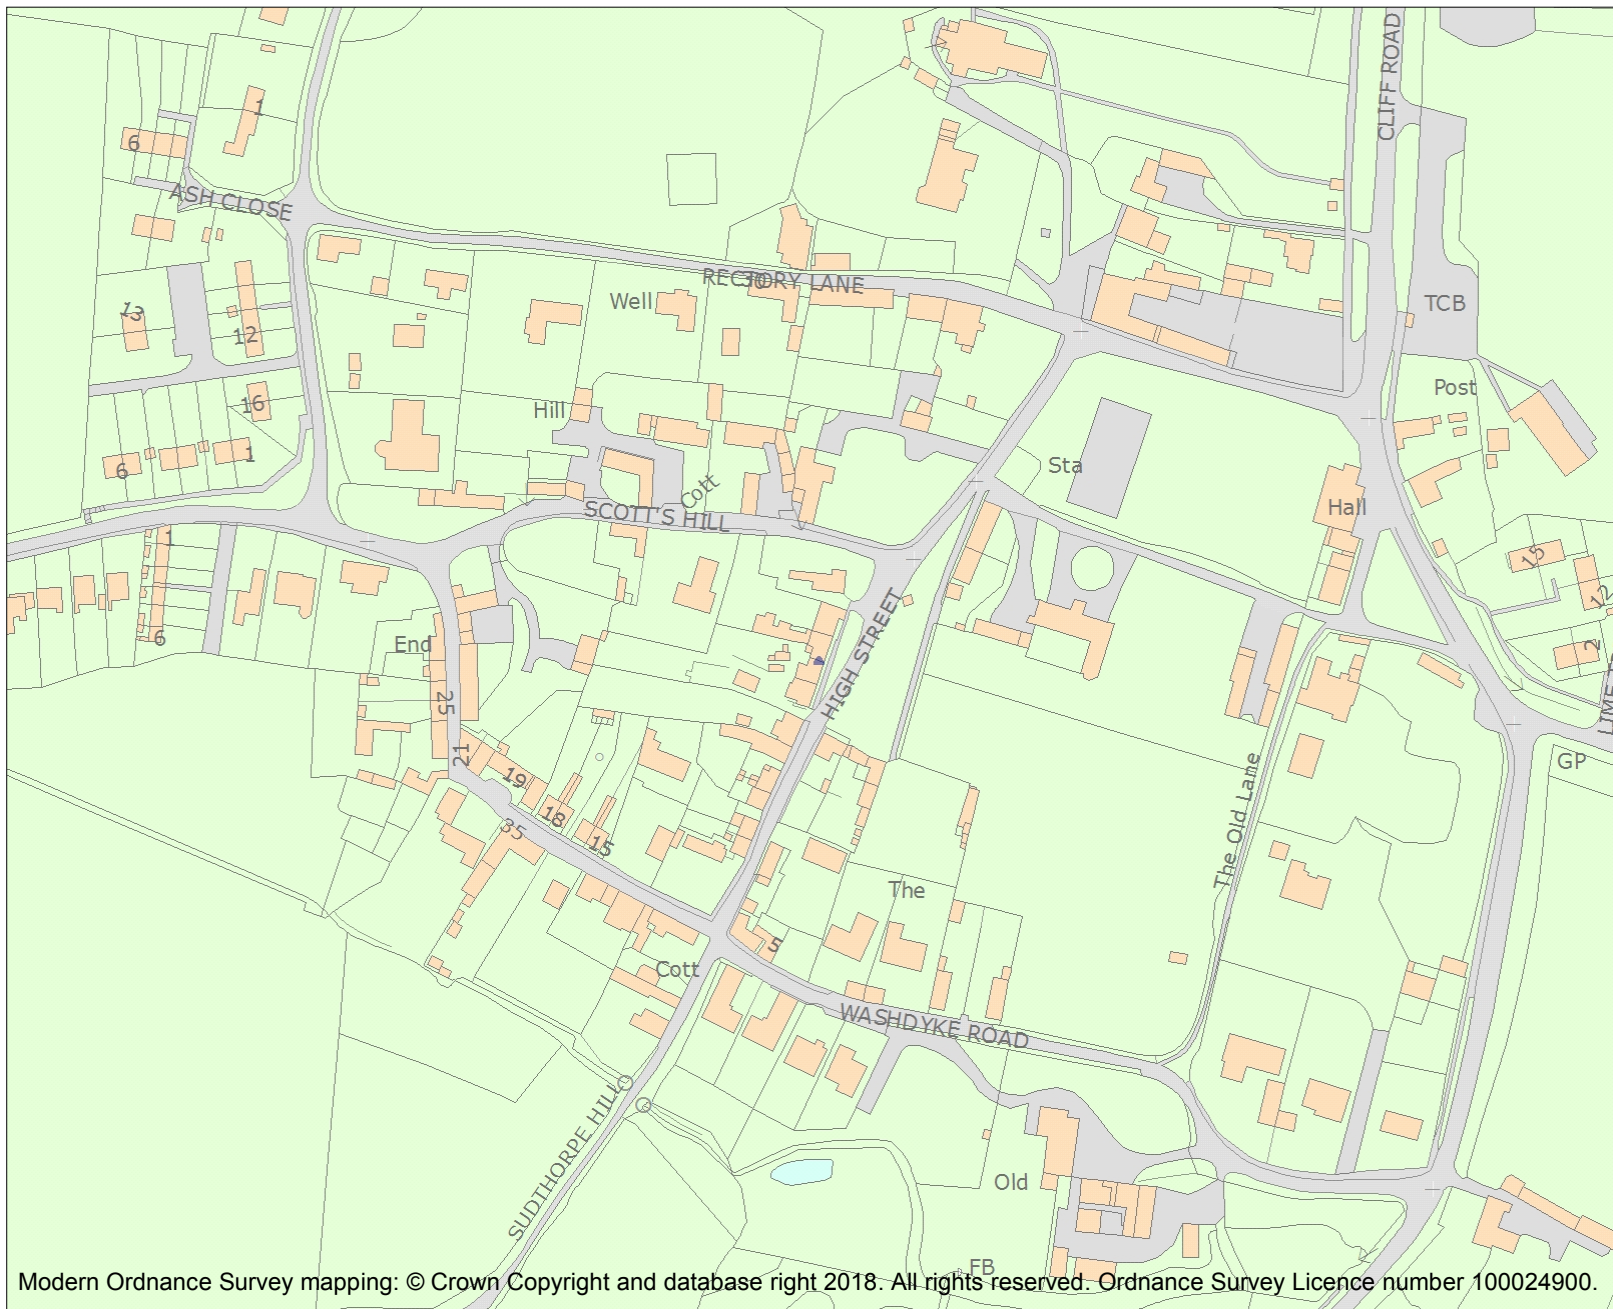 CLIFF ROAD
1
6
ASH CLOSE
RECTORY LANE
30
Well
TCB
13
12
Post
16
Hill
1
6
Cott
Sta
SCOTT'S HILL
Hall
1
15
12
6
End
HIGH STREET
2
25
21
GP
19
18
35
15
The Old Lane
The
5
Cott
WASHDYKE ROAD
SUDTHORPE HILL
Old
FB
Modern Ordnance Survey mapping: © Crown Copyright and database right 2018. All rights reserved. Ordnance Survey Licence number 100024900.